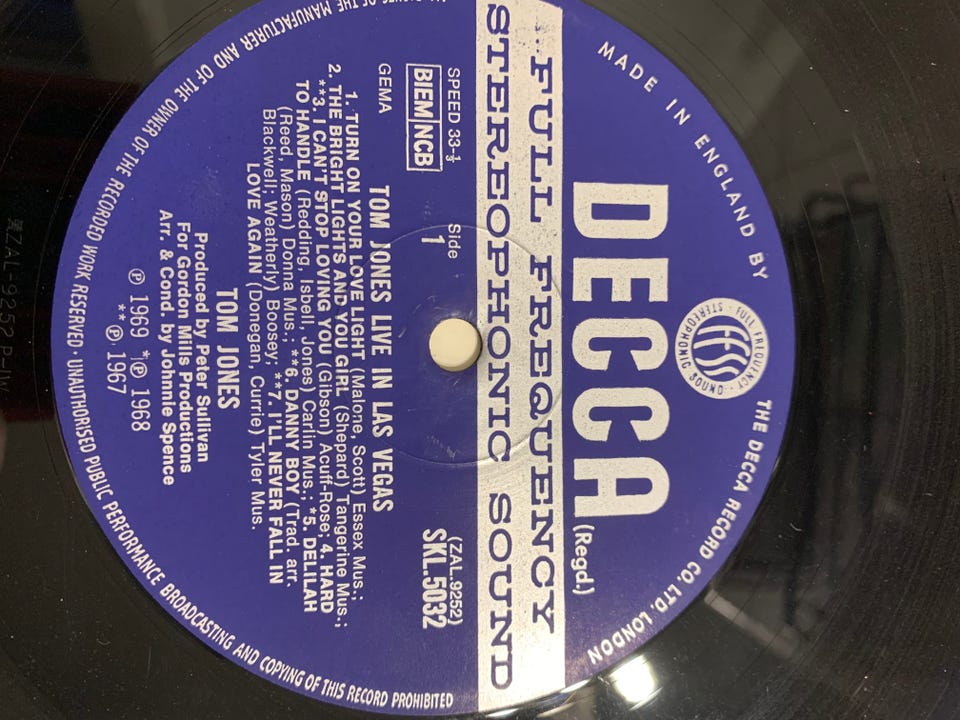 MADE IN ENGLAND BY THE DECCA RECORD CO. LTD. LONDON
FULL FREQUENCY STEREOPHONIC SOUND
ffss
DECCA (Regd.)
FULL FREQUENCY
STEREOPHONIC SOUND
SPEED 33-⅓
Side
1
(ZAL.9252)
SKL.5032
BIEM/NCB
GEMA
TOM JONES LIVE IN LAS VEGAS
1. TURN ON YOUR LOVE LIGHT (Malone, Scott) Essex Mus.;
2. THE BRIGHT LIGHTS AND YOU GIRL (Shepard) Tangerine Mus.;
**3. I CAN'T STOP LOVING YOU (Gibson) Acuff-Rose; 4. HARD
TO HANDLE (Redding, Isbell, Jones) Carlin Mus.; *5. DELILAH
(Reed, Mason) Donna Mus.; **6. DANNY BOY (Trad. arr.
Blackwell; Weatherly) Boosey; **7. I'LL NEVER FALL IN
LOVE AGAIN (Donegan, Currie) Tyler Mus.
TOM JONES
Produced by Peter Sullivan
For Gordon Mills Productions
Arr. & Cond. by Johnnie Spence
℗ 1969 *℗ 1968
**℗ 1967
OF THE MANUFACTURER AND OF THE OWNER OF THE RECORDED WORK RESERVED · UNAUTHORISED PUBLIC PERFORMANCE BROADCASTING AND COPYING OF THIS RECORD PROHIBITED
ZAL-9252